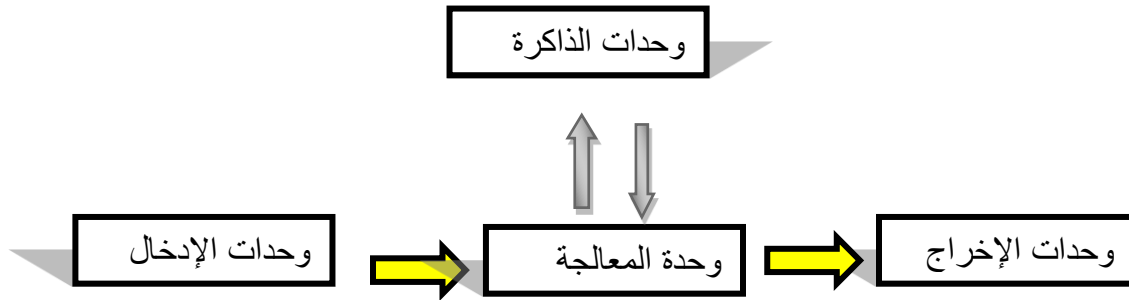 وحدات الذاكرة
وحدات الإدخال
وحدة المعالجة
وحدات الإخراج